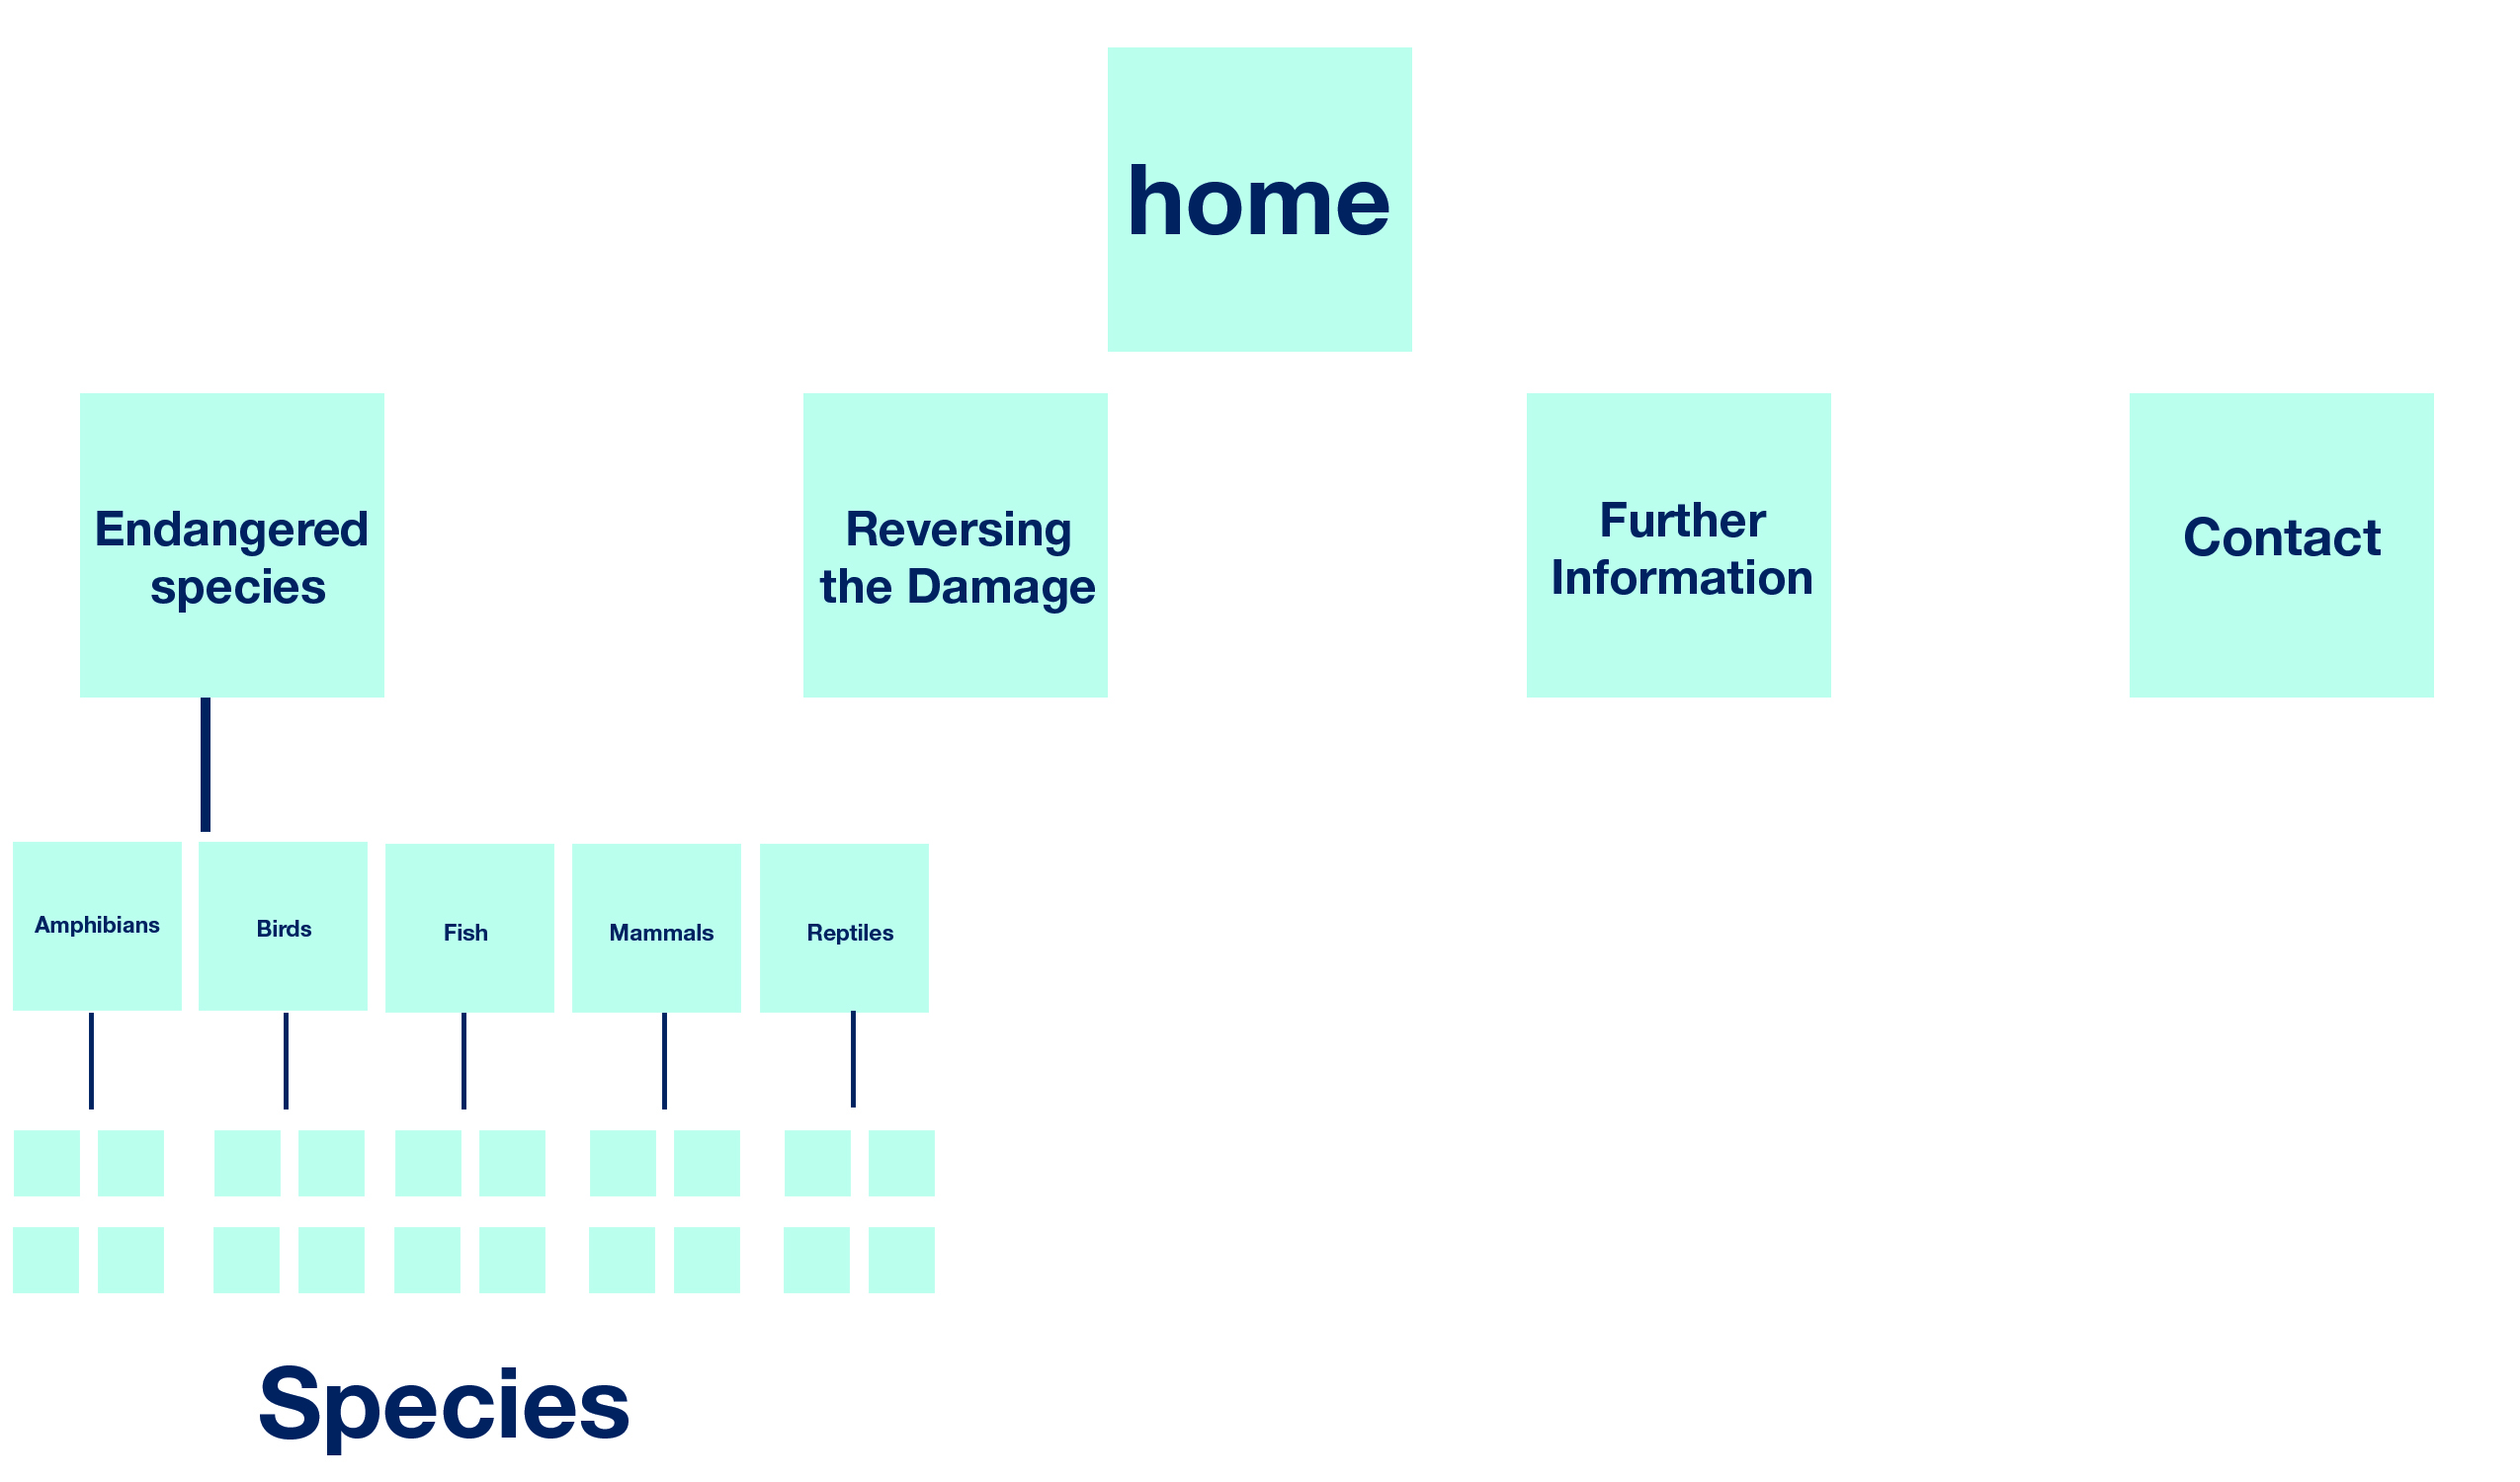 home
Endangered
species
Reversing
the Damage
Further
Information
Contact
Amphibians
Birds
Fish
Mammals
Reptiles
Species